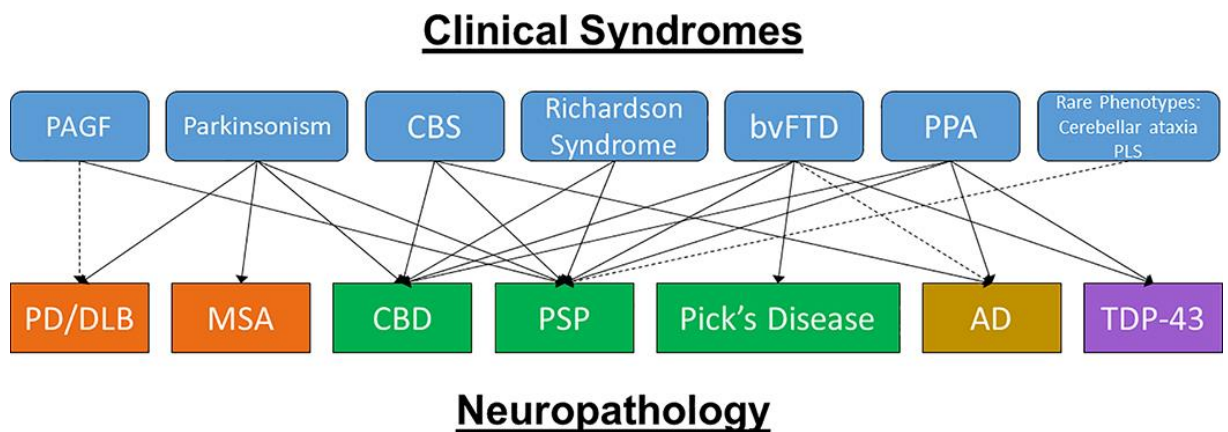 Clinical Syndromes
PAGF
Parkinsonism
CBS
Richardson
Syndrome
bvFTD
PPA
Rare Phenotypes:
Cerebellar ataxia
PLS
PD/DLB
MSA
CBD
PSP
Pick's Disease
AD
TDP-43
Neuropathology